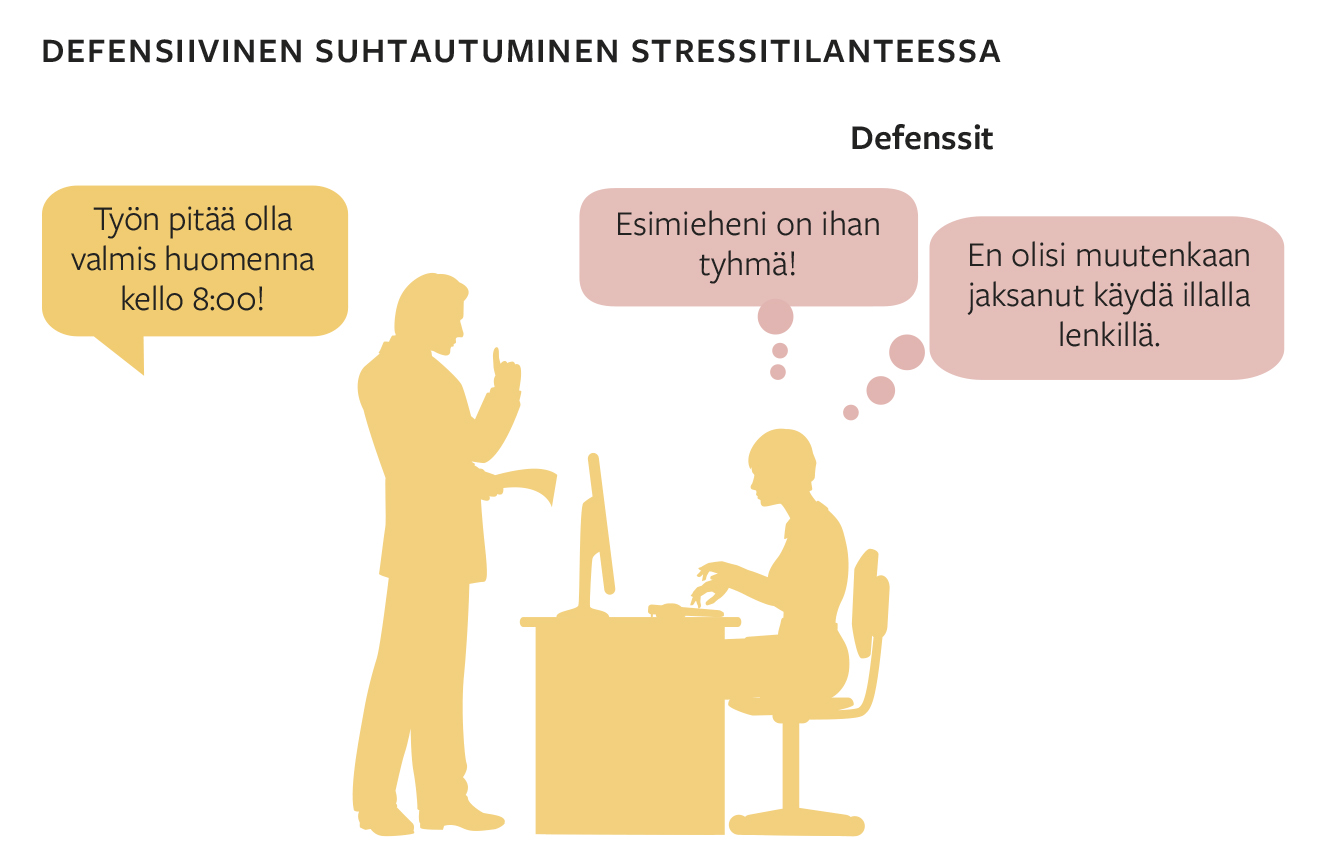 DEFENSIIVINEN SUHTAUTUMINEN STRESSITILANTEESSA
Defenssit
Työn pitää olla
valmis huomenna
kello 8:00!
Esimieheni on ihan
tyhmä!
En olisi muutenkaan
jaksanut käydä illalla
lenkillä.